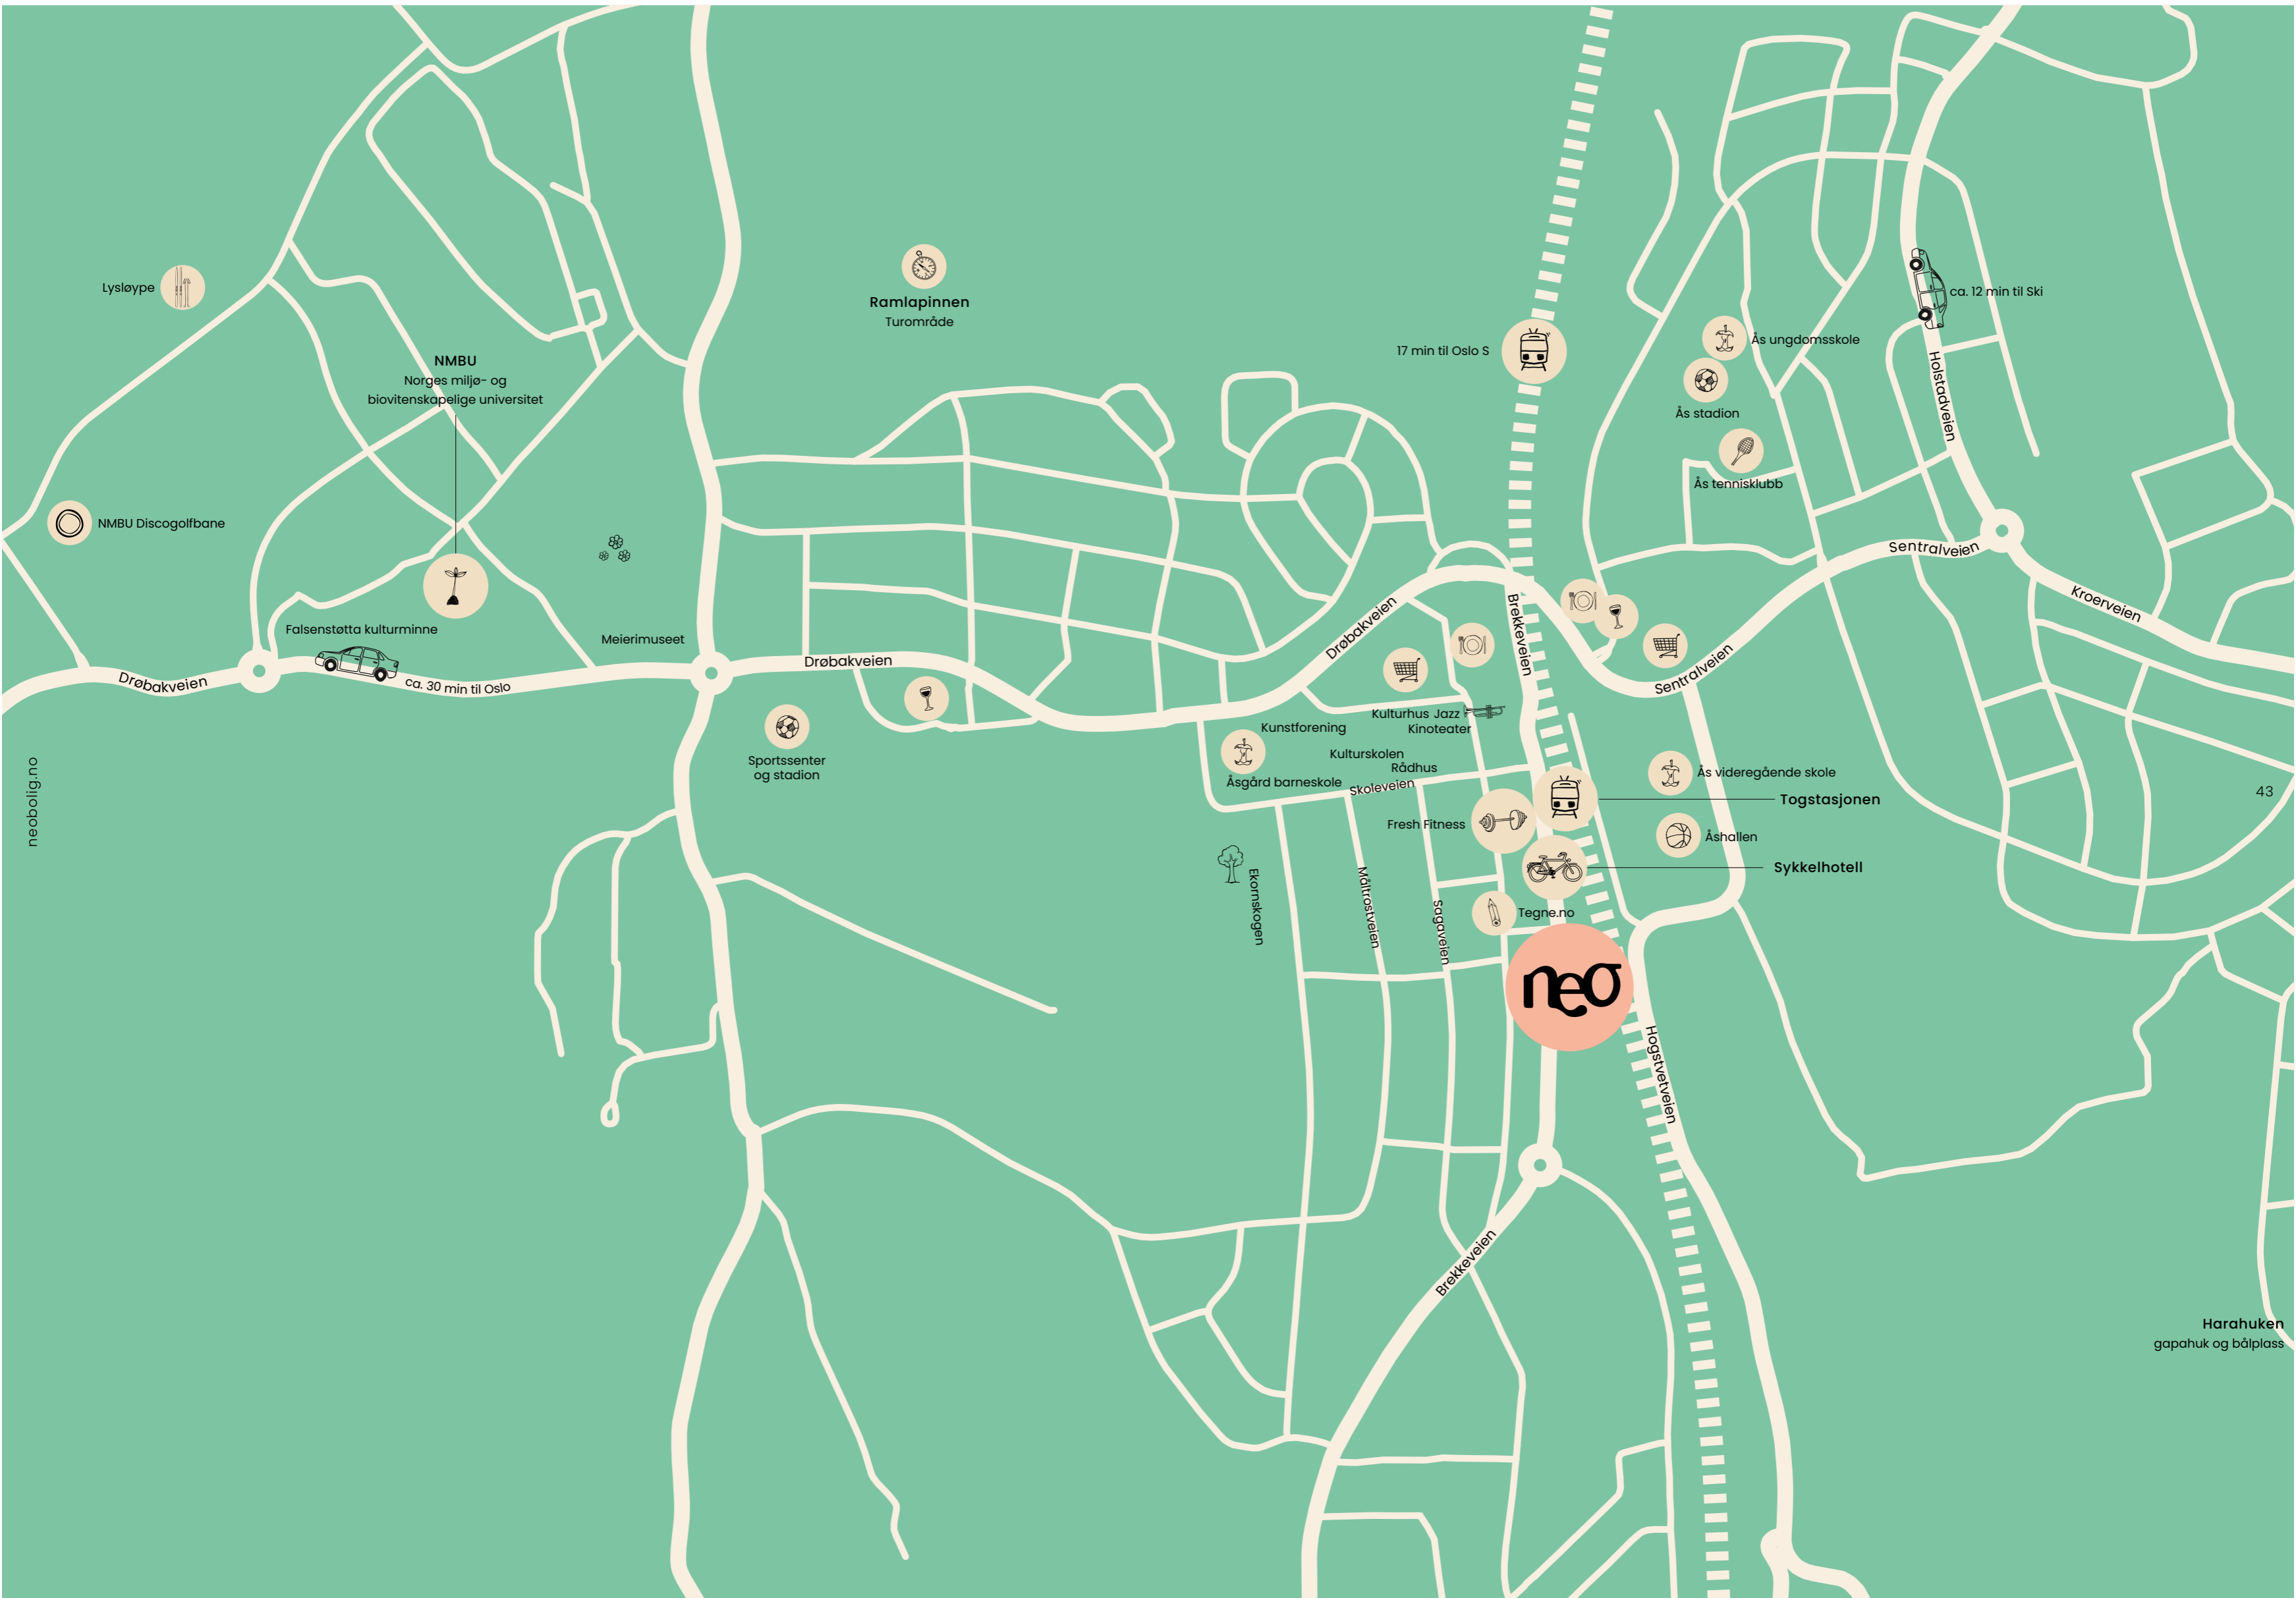 Lysløype
Ramlapinnen
Turområde
ca. 12 min til Ski
17 min til Oslo S
Ås ungdomsskole
NMBU
Norges miljø- og
biovitenskapelige universitet
Holstadveien
Ås stadion
Ås tennisklubb
NMBU Discogolfbane
Sentralveien
Kroerveien
Brekkeveien
Drøbakveien
Falsenstøtta kulturminne
Meierimuseet
Drøbakveien
Sentralveien
Drøbakveien
ca. 30 min til Oslo
Kulturhus Jazz
Kinoteater
Kunstforening
Kulturskolen
Rådhus
Sportssenter
og stadion
Åsgård barneskole
Skoleveien
Ås videregående skole
Togstasjonen
neobolig.no
43
Fresh Fitness
Åshallen
Sykkelhotell
Ekornskogen
Måltrostveien
Sagaveien
Tegne.no
neo
Hogstvetveien
Brekkeveien
Harahuken
gapahuk og bålplass